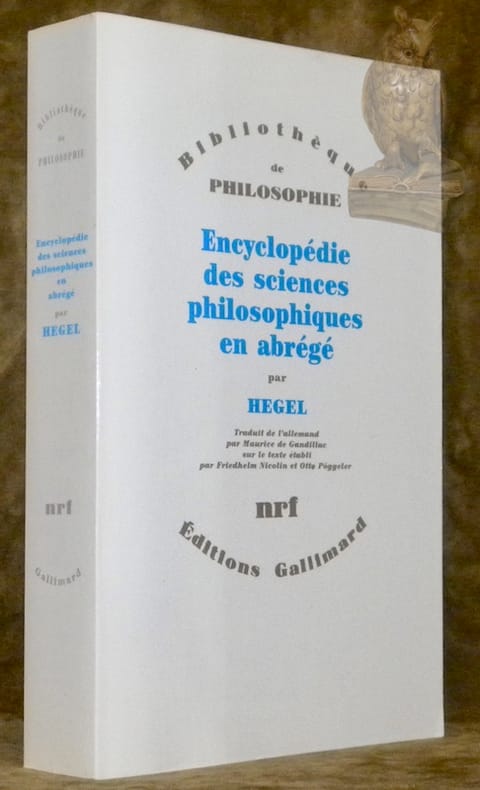 Bibliothèque
de
PHILOSOPHIE
Encyclopédie
des sciences
philosophiques
en
abrégé
par
HEGEL
nrf
Gallimard
Bibliothèqu
de
PHILOSOPHIE
Encyclopédie
des sciences
philosophiques
en abrégé
par
HEGEL
Traduit de l'allemand
par Maurice de Gandillac
sur le texte établi
par Friedhelm Nicolin et Otto Pöggeler
nrf
Éditions Gallimard